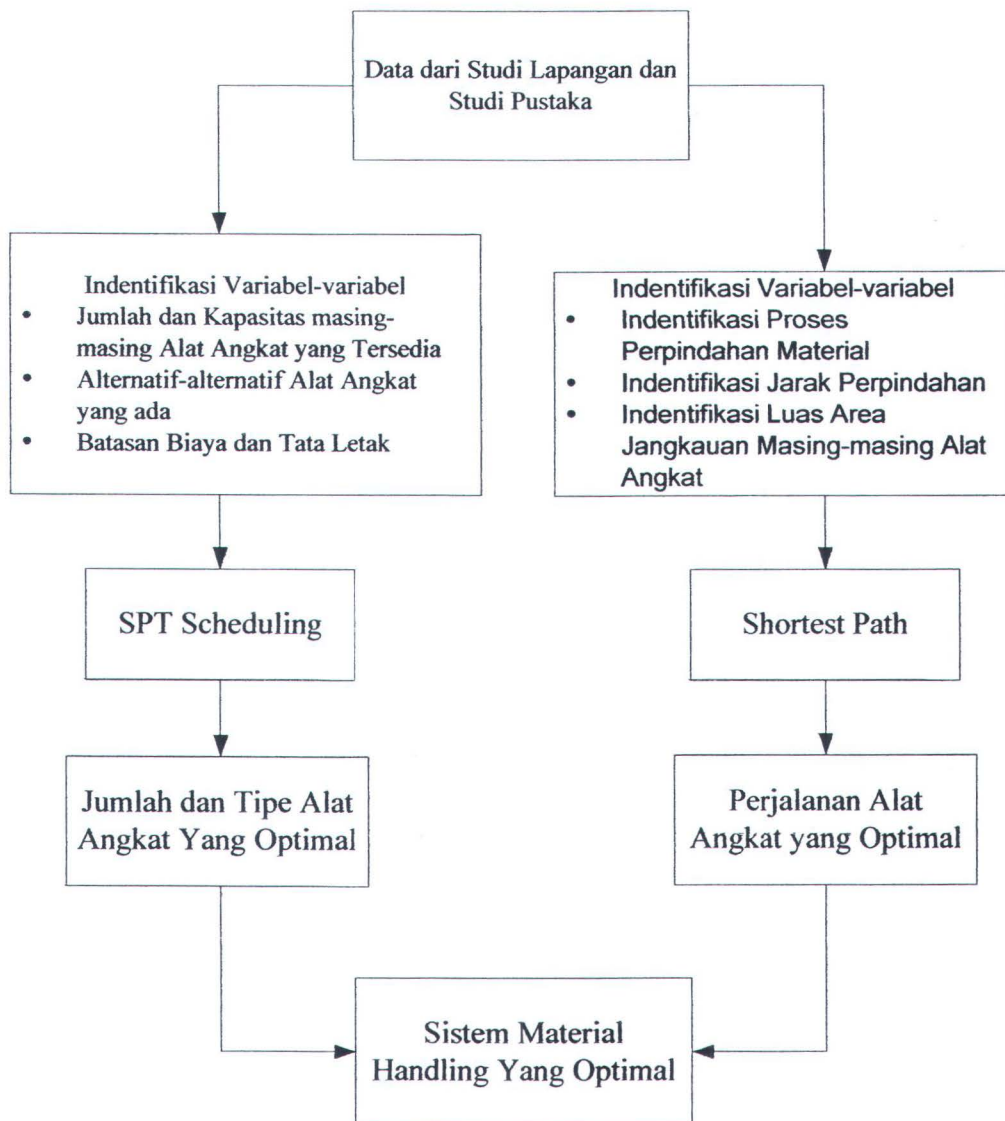 Data dari Studi Lapangan dan
Studi Pustaka
Indentifikasi Variabel-variabel
• Jumlah dan Kapasitas masing-
masing Alat Angkat yang Tersedia
• Alternatif-alternatif Alat Angkat
yang ada
• Batasan Biaya dan Tata Letak
Indentifikasi Variabel-variabel
• Indentifikasi Proses
Perpindahan Material
• Indentifikasi Jarak Perpindahan
• Indentifikasi Luas Area
Jangkauan Masing-masing Alat
Angkat
SPT Scheduling
Shortest Path
Jumlah dan Tipe Alat
Angkat Yang Optimal
Perjalanan Alat
Angkat yang Optimal
Sistem Material
Handling Yang Optimal